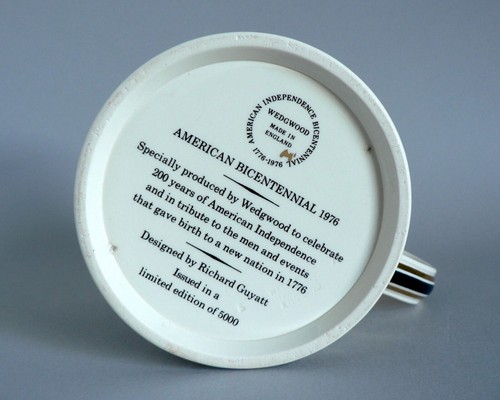 AMERICAN INDEPENDENCE BICENTENNIAL
WEDGWOOD
MADE IN
ENGLAND
1776-1976
AMERICAN BICENTENNIAL 1976
Specially produced by Wedgwood to celebrate
200 years of American Independence
and in tribute to the men and events
that gave birth to a new nation in 1776
Designed by Richard Guyatt
Issued in a
limited edition of 5000